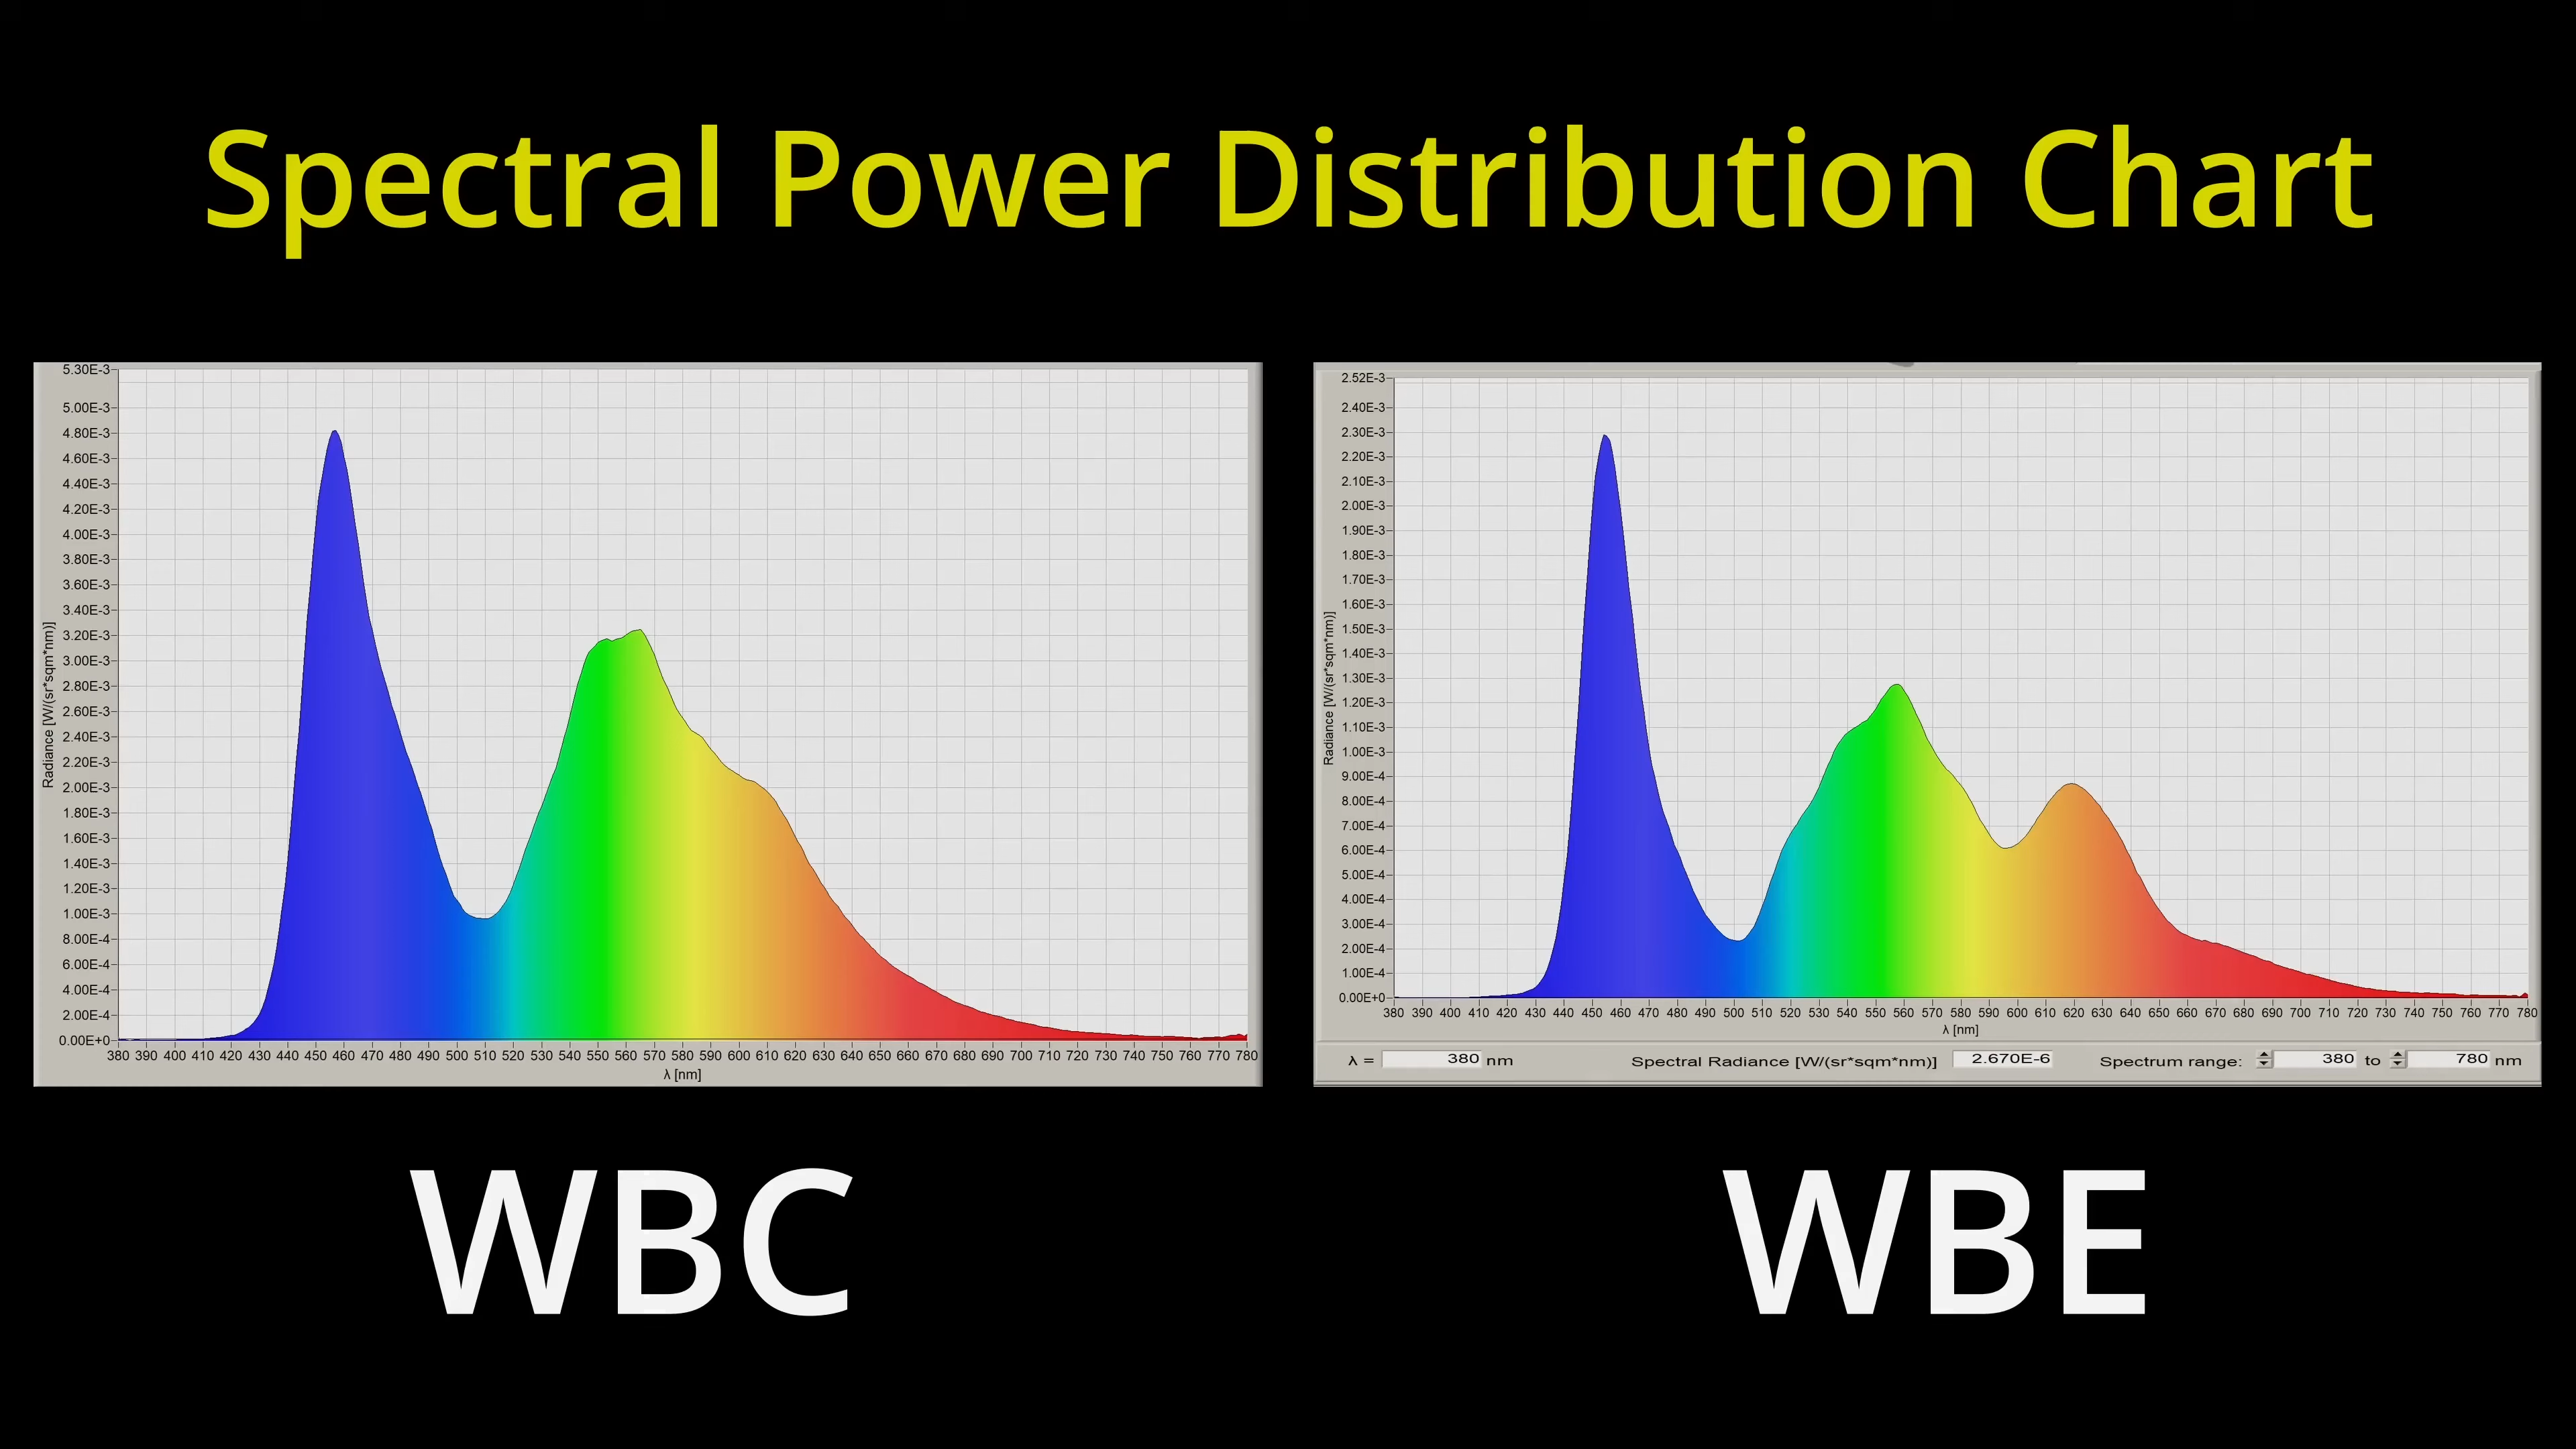 Spectral Power Distribution Chart
5.30E-3
5.00E-3
4.80E-3
4.60E-3
4.40E-3
4.20E-3
4.00E-3
3.80E-3
3.60E-3
3.40E-3
3.20E-3
3.00E-3
2.80E-3
2.60E-3
2.40E-3
2.20E-3
2.00E-3
1.80E-3
1.60E-3
1.40E-3
1.20E-3
1.00E-3
8.00E-4
6.00E-4
4.00E-4
2.00E-4
0.00E+0
Radiance [W/(sr*sqm*nm)]
380 390 400 410 420 430 440 450 460 470 480 490 500 510 520 530 540 550 560 570 580 590 600 610 620 630 640 650 660 670 680 690 700 710 720 730 740 750 760 770 780
λ [nm]
2.52E-3
2.40E-3
2.30E-3
2.20E-3
2.10E-3
2.00E-3
1.90E-3
1.80E-3
1.70E-3
1.60E-3
1.50E-3
1.40E-3
1.30E-3
1.20E-3
1.10E-3
1.00E-3
9.00E-4
8.00E-4
7.00E-4
6.00E-4
5.00E-4
4.00E-4
3.00E-4
2.00E-4
1.00E-4
0.00E+0
Radiance [W/(sr*sqm*nm)]
380 390 400 410 420 430 440 450 460 470 480 490 500 510 520 530 540 550 560 570 580 590 600 610 620 630 640 650 660 670 680 690 700 710 720 730 740 750 760 770 780
λ [nm]
λ = 380 nm Spectral Radiance [W/(sr*sqm*nm)] 2.670E-6 Spectrum range: 380 to 780 nm
WBC
WBE